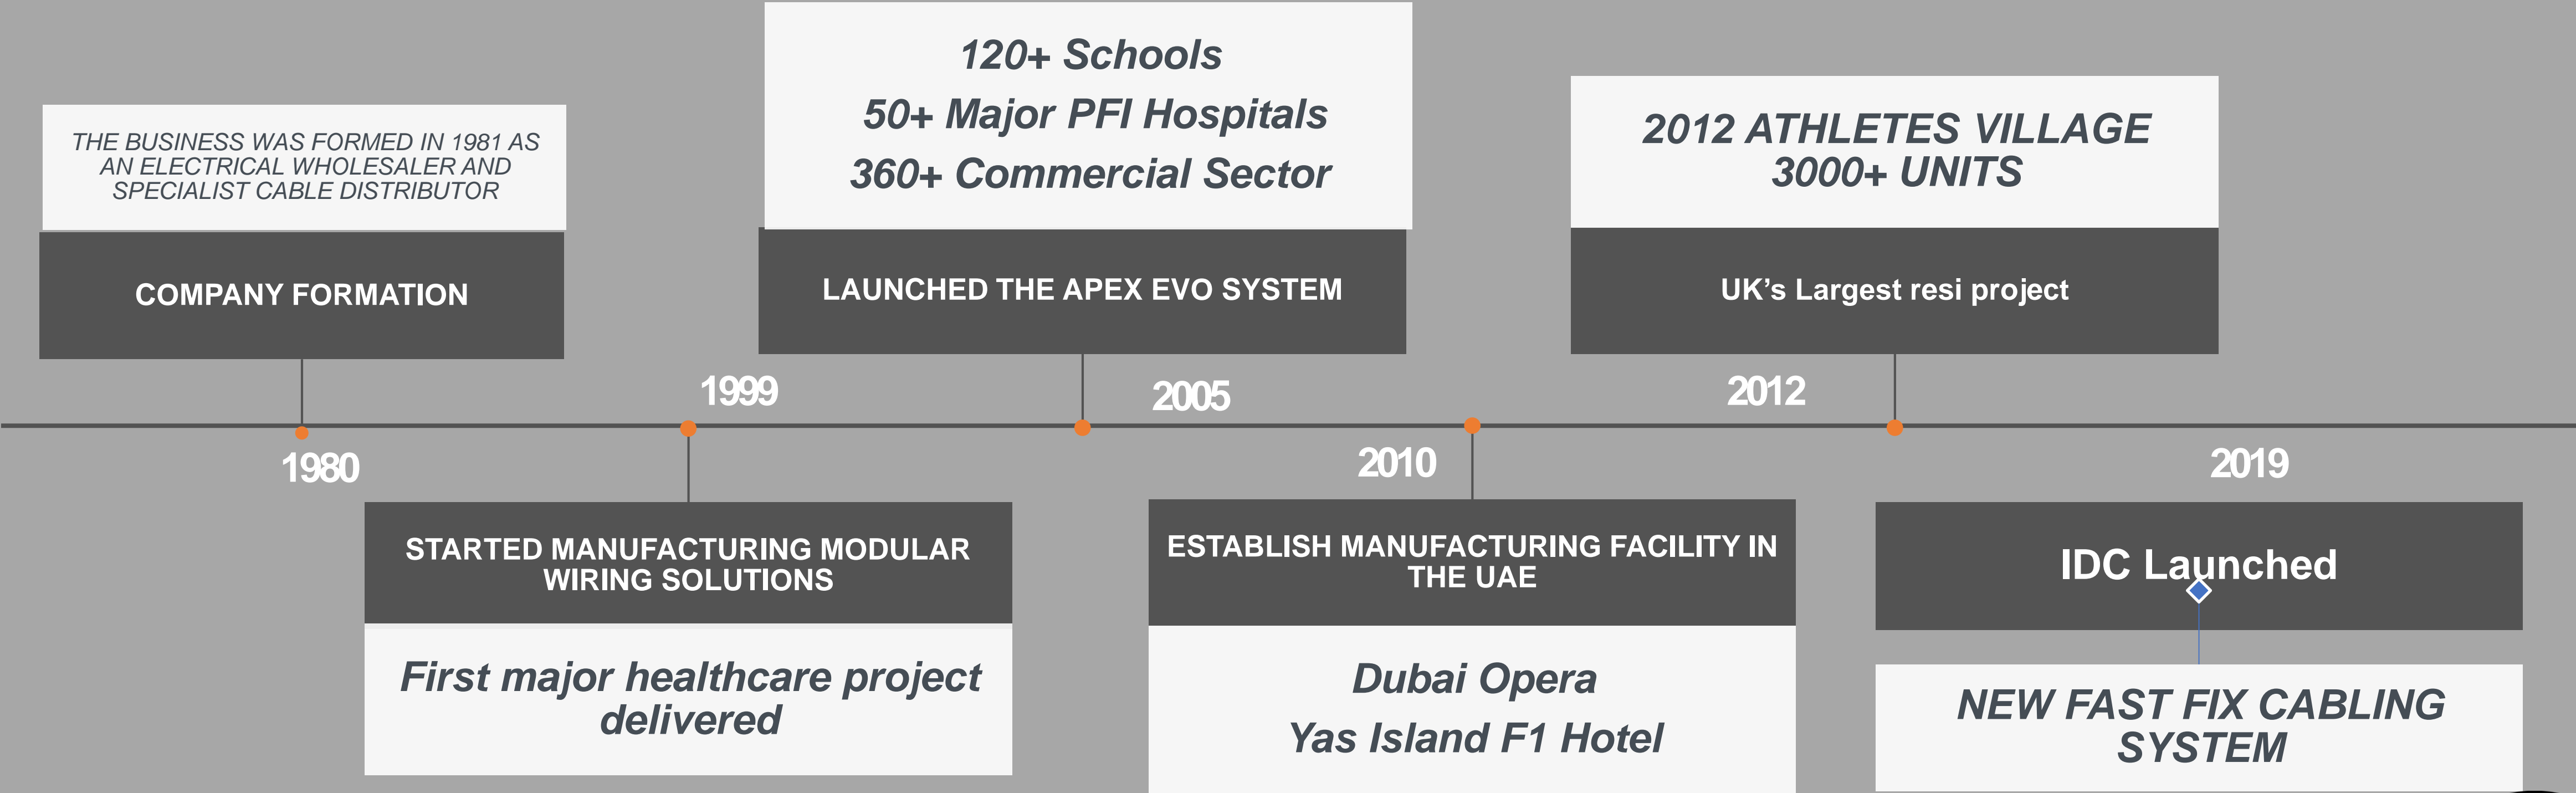 THE BUSINESS WAS FORMED IN 1981 AS
AN ELECTRICAL WHOLESALER AND
SPECIALIST CABLE DISTRIBUTOR
COMPANY FORMATION
1980
1999
STARTED MANUFACTURING MODULAR
WIRING SOLUTIONS
First major healthcare project
delivered
120+ Schools
50+ Major PFI Hospitals
360+ Commercial Sector
LAUNCHED THE APEX EVO SYSTEM
2005
2010
ESTABLISH MANUFACTURING FACILITY IN
THE UAE
Dubai Opera
Yas Island F1 Hotel
2012 ATHLETES VILLAGE
3000+ UNITS
UK’s Largest resi project
2012
2019
IDC Launched
NEW FAST FIX CABLING
SYSTEM